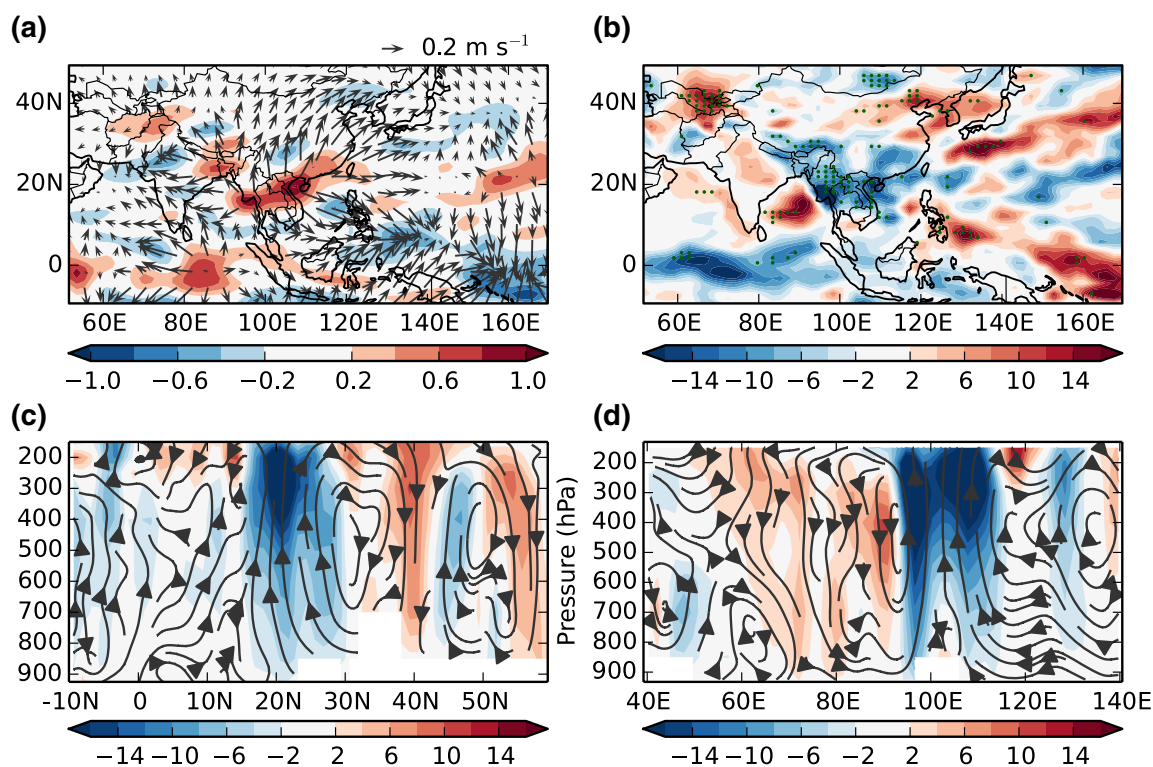 (a)
0.2 m s−1
(b)
40N
20N
0
60E 80E 100E 120E 140E 160E
−1.0 −0.6 −0.2 0.2 0.6 1.0
40N
20N
0
60E 80E 100E 120E 140E 160E
−14 −10 −6 −2 2 6 10 14
(c)
200
300
400
500
600
700
800
900
-10N 0 10N 20N 30N 40N 50N
−14 −10 −6 −2 2 6 10 14
(d)
Pressure (hPa)
200
300
400
500
600
700
800
900
40E 60E 80E 100E 120E 140E
−14 −10 −6 −2 2 6 10 14